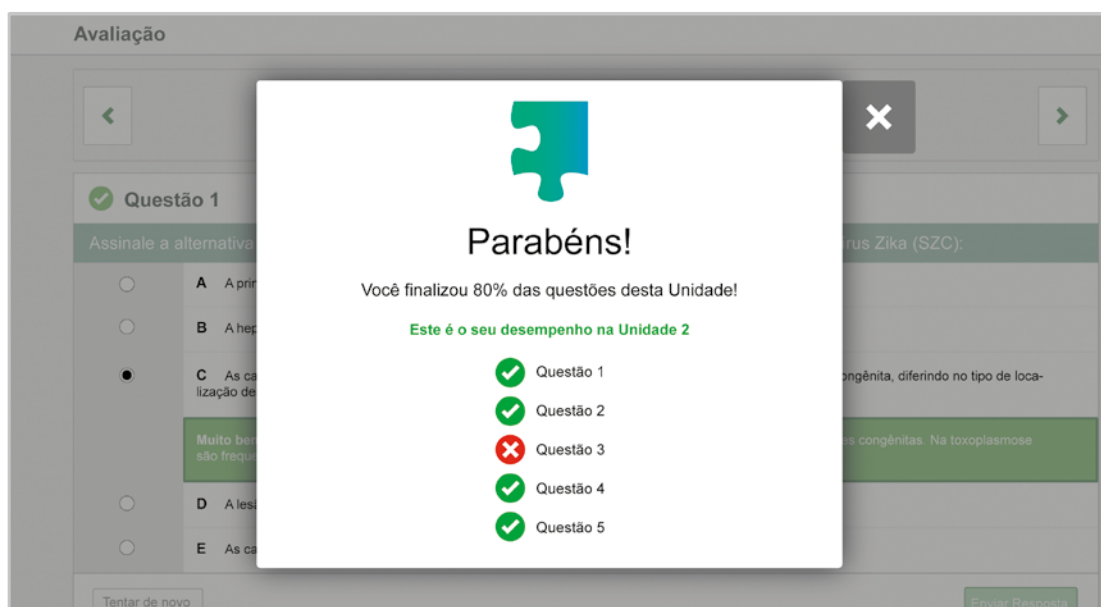 Avaliação
Questão 1
Assinale a alternativa
írus Zika (SZC):
A A prin
B A hep
C As ca
ongênita, diferindo no tipo de loca-
lização de
Muito ben
es congênitas. Na toxoplasmose
são freque
D A lesã
E As ca
Tentar de novo
Enviar Resposta
Parabéns!
Você finalizou 80% das questões desta Unidade!
Este é o seu desempenho na Unidade 2
Questão 1
Questão 2
Questão 3
Questão 4
Questão 5